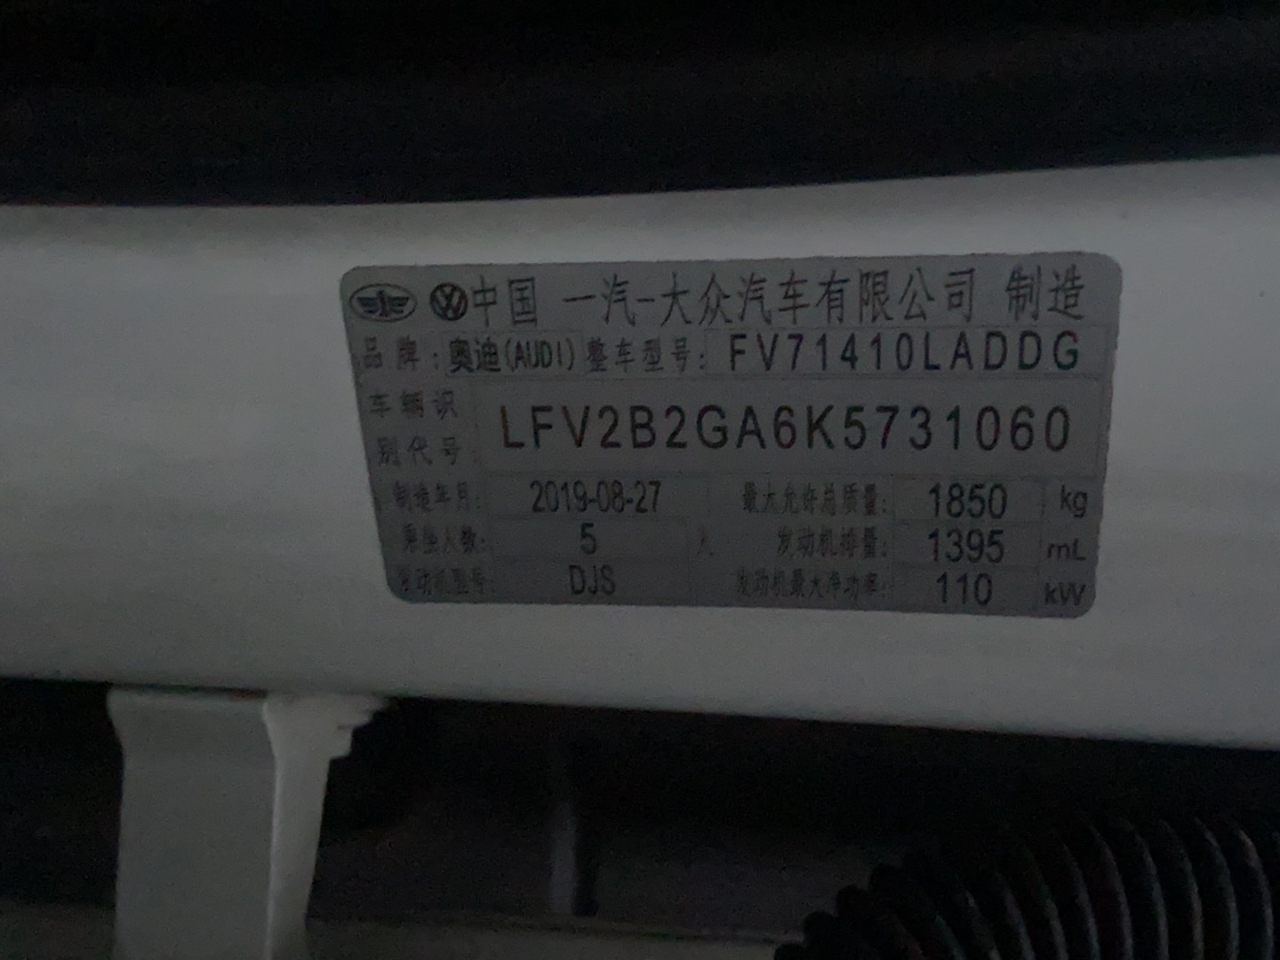 中国 一汽-大众汽车有限公司 制造
品牌: 奥迪(AUDI) 整车型号: FV71410LADDG
车辆识别代号: LFV2B2GA6K5731060
制造年月: 2019-08-27 最大允许总质量: 1850 kg
乘坐人数: 5 人 发动机排量: 1395 mL
发动机型号: DJS 发动机最大净功率: 110 kW